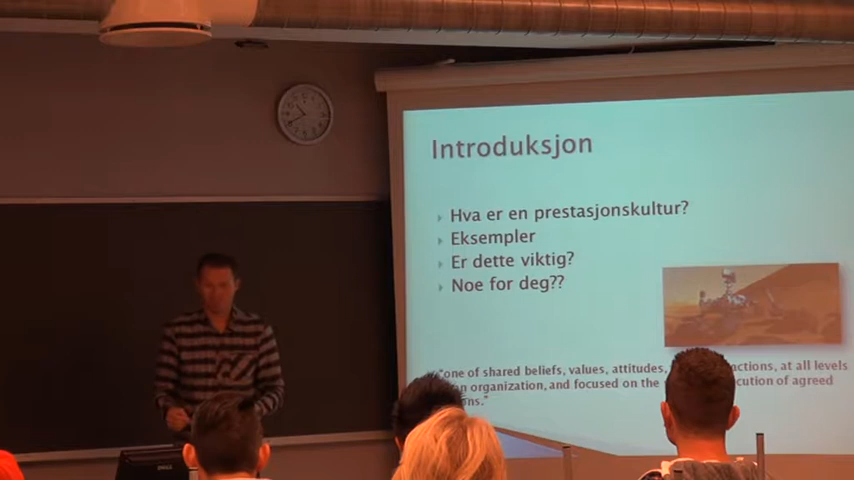 Introduksjon
Hva er en prestasjonskultur?
Eksempler
Er dette viktig?
Noe for deg??
"one of shared beliefs, values, attitudes, actions, at all levels
an organization, and focused on the cution of agreed
ns."
DELL